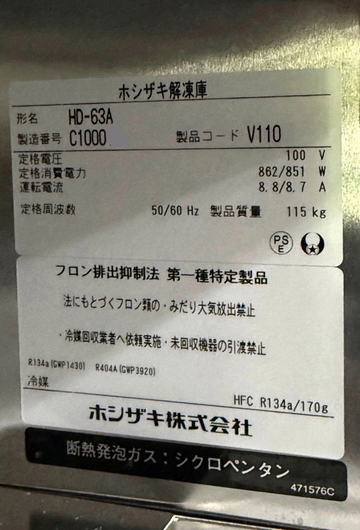 ホシザキ解凍庫
形名 HD-63A
製造番号 C1000 製品コード V110
定格電圧 100 V
定格消費電力 862/851 W
運転電流 8.8/8.7 A
定格周波数 50/60 Hz 製品質量 115 kg
PSE
フロン排出抑制法 第一種特定製品
法にもとづくフロン類の・みだり大気放出禁止
・冷媒回収業者へ依頼実施・未回収機器の引渡禁止
R134a(GWP1430) R404A(GWP3920)
冷媒
HFC R134a/170g
ホシザキ株式会社
断熱発泡ガス：シクロペンタン
471576C